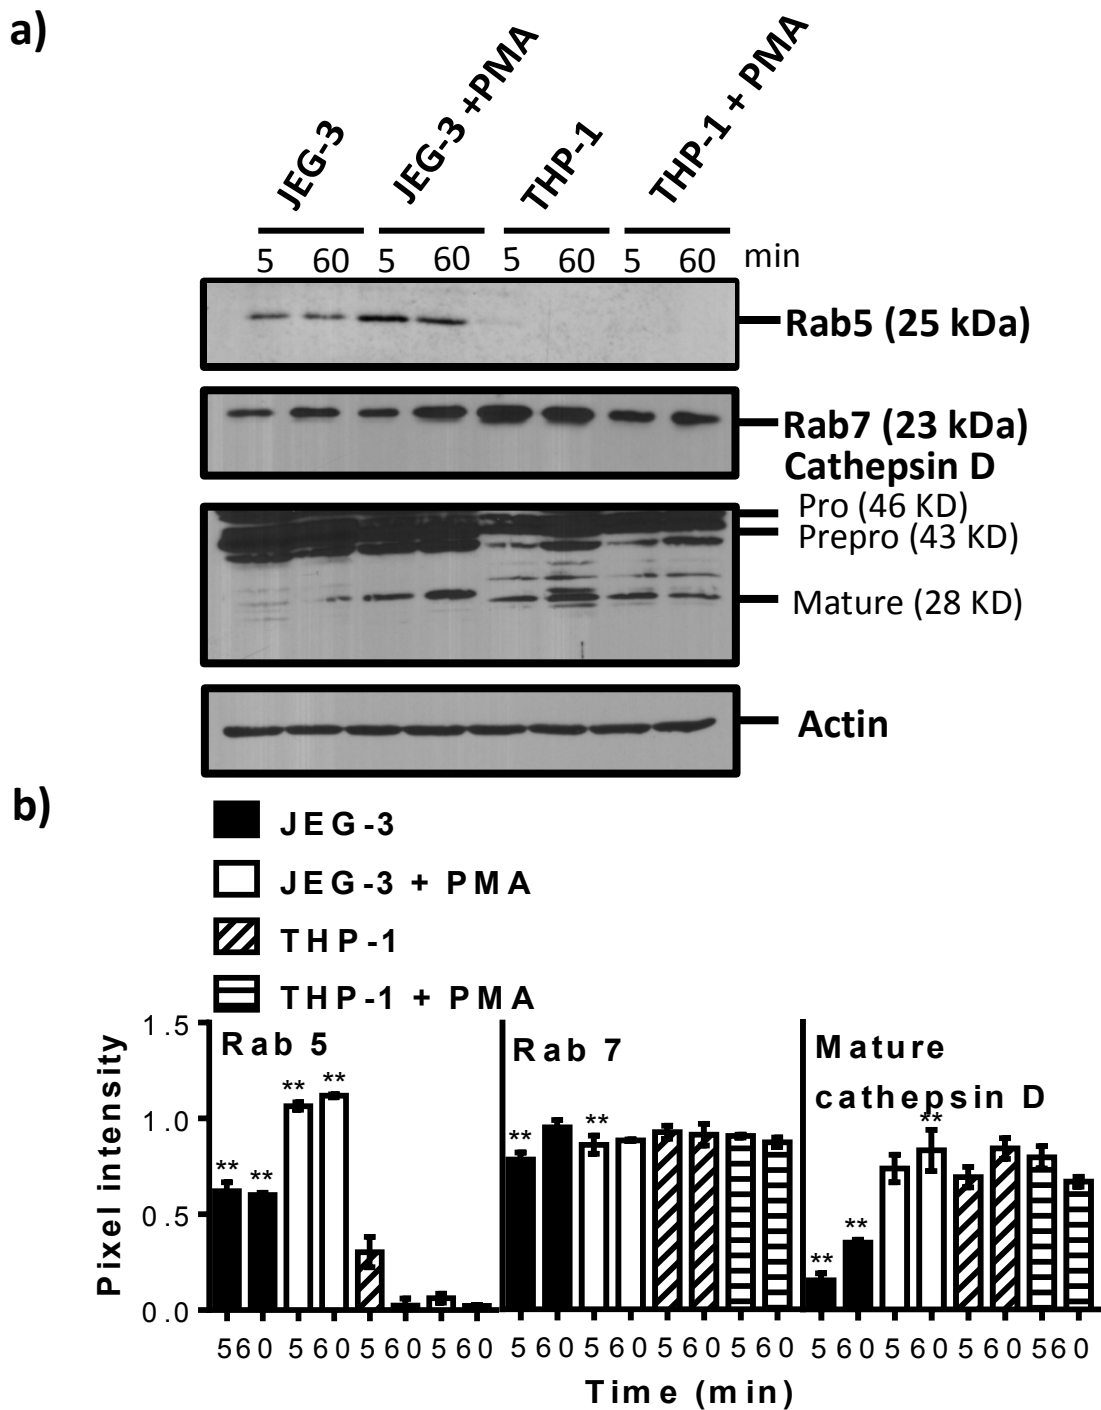 a)
JEG-3
JEG-3 +PMA
THP-1
THP-1 + PMA
5 60 5 60 5 60 5 60 min
Rab5 (25 kDa)
Rab7 (23 kDa)
Cathepsin D
Pro (46 KD)
Prepro (43 KD)
Mature (28 KD)
Actin
b)
JEG-3
JEG-3 + PMA
THP-1
THP-1 + PMA
Pixel intensity
1.5
1.0
0.5
0.0
Rab 5
** ** ** **
Rab 7
** **
Mature
cathepsin D
** ** **
5 60 5 60 5 60 5 60 5 60 5 60 5 60 5 60 5 60 5 60 5 60 5 60
Time (min)